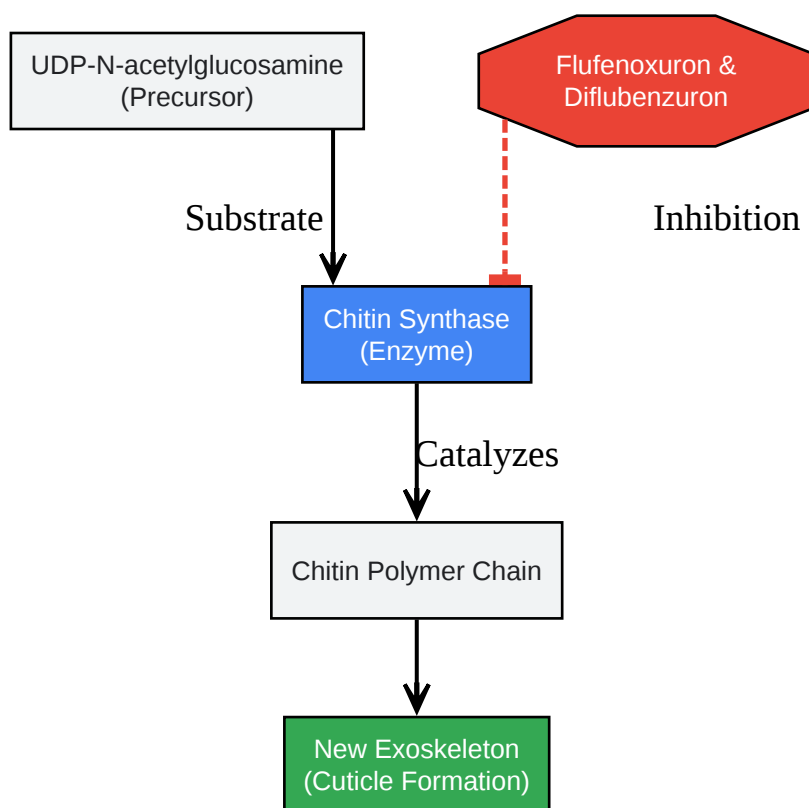 UDP-N-acetylglucosamine
(Precursor)
Flufenoxuron &
Diflubenzuron
Substrate
Inhibition
Chitin Synthase
(Enzyme)
Catalyzes
Chitin Polymer Chain
New Exoskeleton
(Cuticle Formation)